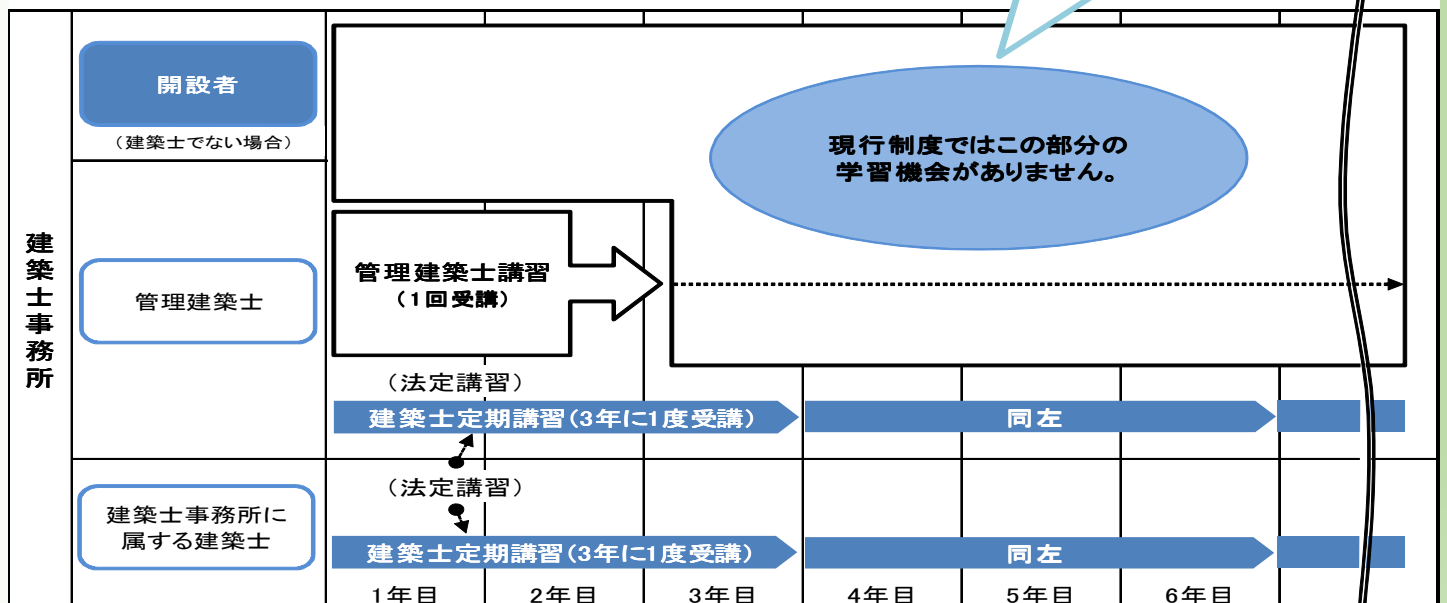 建築士事務所
開設者
（建築士でない場合）
現行制度ではこの部分の
学習機会がありません。
管理建築士
管理建築士講習
（1回受講）
（法定講習）
建築士定期講習（3年に1度受講）
同左
（法定講習）
建築士事務所に
属する建築士
建築士定期講習（3年に1度受講）
同左
1年目
2年目
3年目
4年目
5年目
6年目